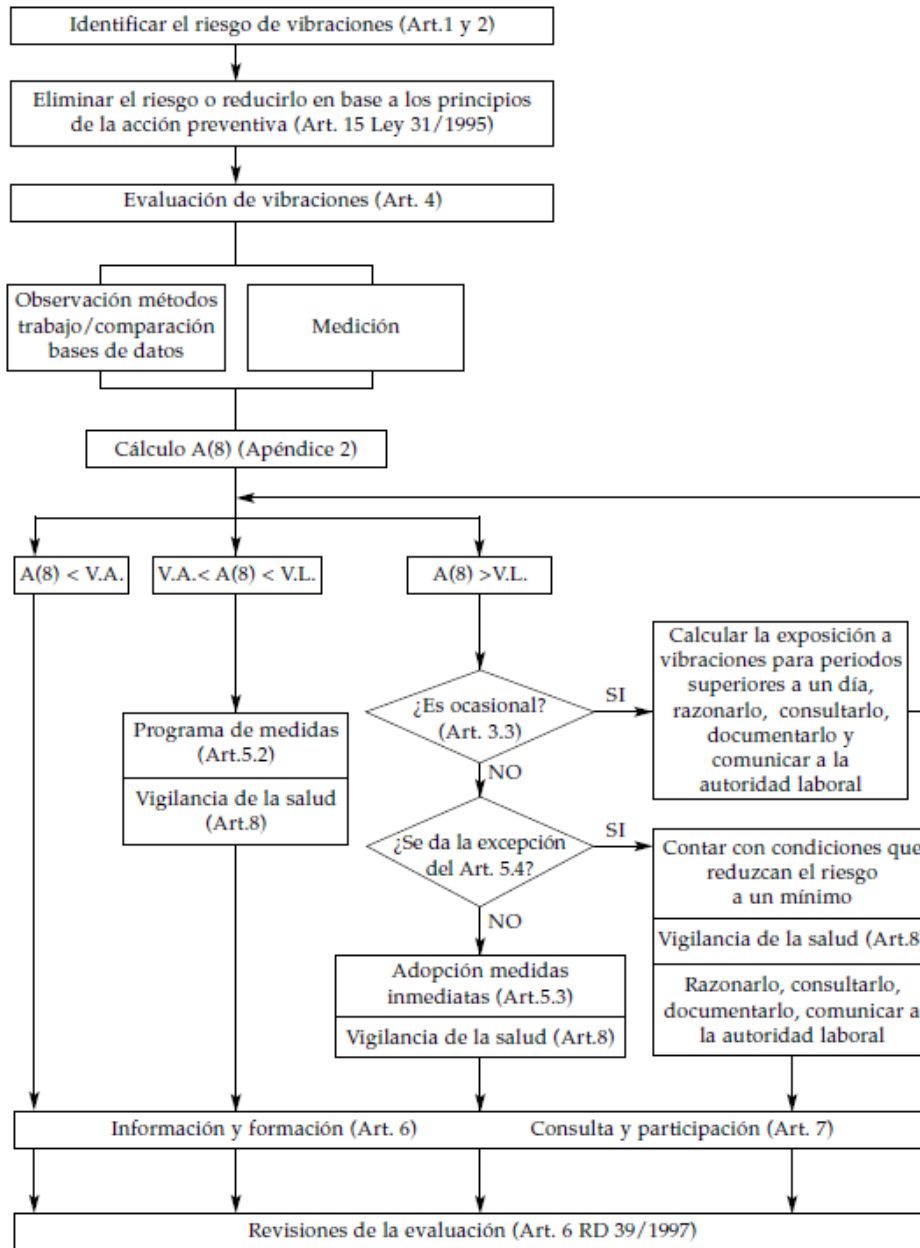 Identificar el riesgo de vibraciones (Art.1 y 2)
Eliminar el riesgo o reducirlo en base a los principios
de la acción preventiva (Art. 15 Ley 31/1995)
Evaluación de vibraciones (Art. 4)
Observación métodos
trabajo/comparación
bases de datos
Medición
Cálculo A(8) (Apéndice 2)
A(8) < V.A.
V.A.< A(8) < V.L.
A(8) >V.L.
¿Es ocasional?
(Art. 3.3)
SI
Calcular la exposición a
vibraciones para periodos
superiores a un día,
razonarlo, consultarlo,
documentarlo y
comunicar a la
autoridad laboral
NO
Programa de medidas
(Art.5.2)
Vigilancia de la salud
(Art.8)
¿Se da la excepción
del Art. 5.4?
SI
Contar con condiciones que
reduzcan el riesgo
a un mínimo
Vigilancia de la salud (Art.8
Razonarlo, consultarlo,
documentarlo, comunicar a
la autoridad laboral
NO
Adopción medidas
inmediatas (Art.5.3)
Vigilancia de la salud (Art.8)
Información y formación (Art. 6)
Consulta y participación (Art. 7)
Revisiones de la evaluación (Art. 6 RD 39/1997)